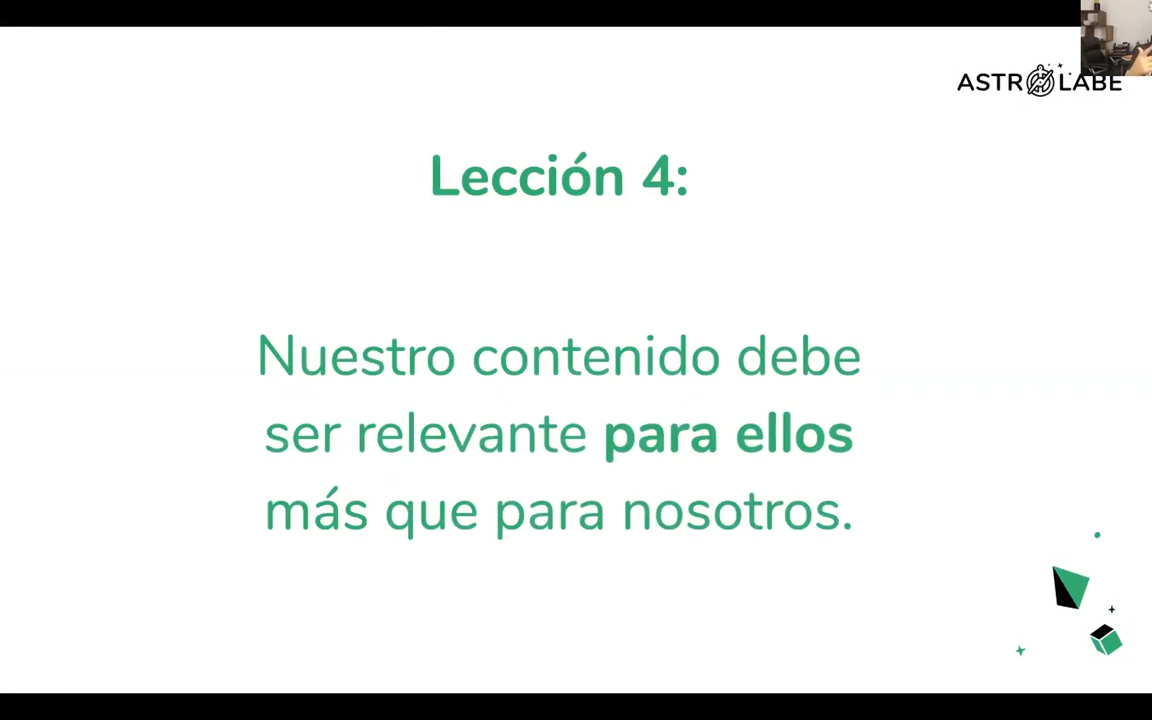 ASTROLABE
Lección 4:
Nuestro contenido debe
ser relevante para ellos
más que para nosotros.